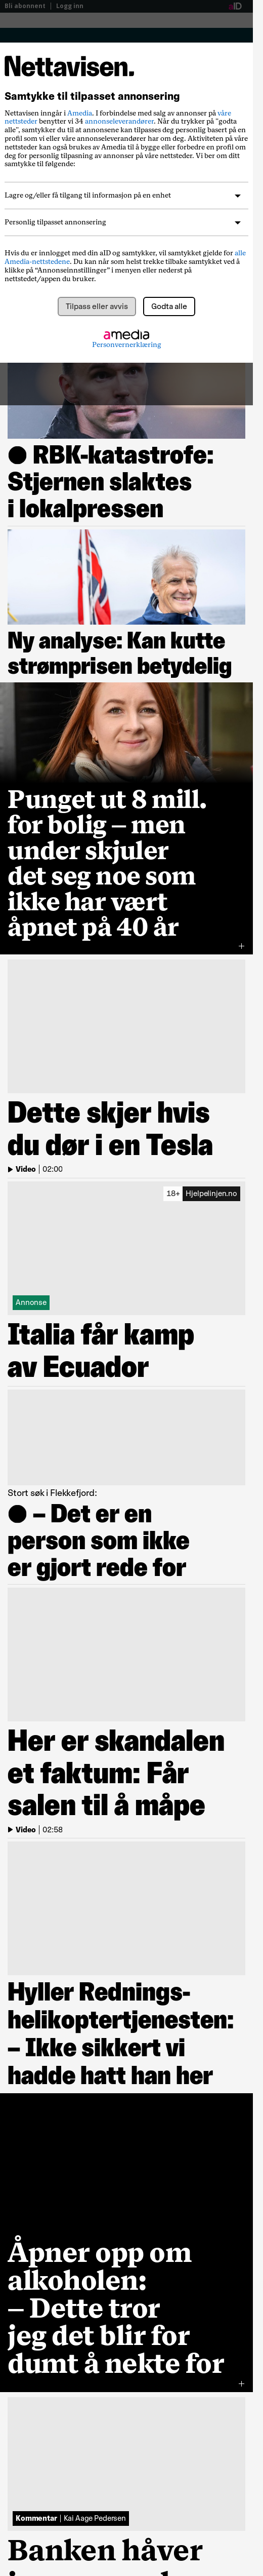 Bli abonnent | Logg inn
aID
Nettavisen.
Samtykke til tilpasset annonsering
Nettavisen inngår i Amedia. I forbindelse med salg av annonser på våre
nettsteder benytter vi 34 annonseleverandører. Når du trykker på "godta
alle", samtykker du til at annonsene kan tilpasses deg personlig basert på en
profil som vi eller våre annonseleverandører har om deg. Aktiviteten på våre
nettsteder kan også brukes av Amedia til å bygge eller forbedre en profil om
deg for personlig tilpasning av annonser på våre nettsteder. Vi ber om ditt
samtykke til følgende:
Lagre og/eller få tilgang til informasjon på en enhet
Personlig tilpasset annonsering
Hvis du er innlogget med din aID og samtykker, vil samtykket gjelde for alle
Amedia-nettstedene. Du kan når som helst trekke tilbake samtykket ved å
klikke på “Annonseinnstillinger” i menyen eller nederst på
nettstedet/appen du bruker.
Tilpass eller avvis
Godta alle
amedia
Personvernerklæring
RBK-katastrofe:
Stjernen slaktes
i lokalpressen
Ny analyse: Kan kutte
strømprisen betydelig
Punget ut 8 mill.
for bolig – men
under skjuler
det seg noe som
ikke har vært
åpnet på 40 år
Dette skjer hvis
du dør i en Tesla
Video | 02:00
18+ Hjelpelinjen.no
Annonse
Italia får kamp
av Ecuador
Stort søk i Flekkefjord:
– Det er en
person som ikke
er gjort rede for
Her er skandalen
et faktum: Får
salen til å måpe
Video | 02:58
Hyller Rednings-
helikoptertjenesten:
– Ikke sikkert vi
hadde hatt han her
Åpner opp om
alkoholen:
– Dette tror
jeg det blir for
dumt å nekte for
Kommentar | Kai Aage Pedersen
Banken håver